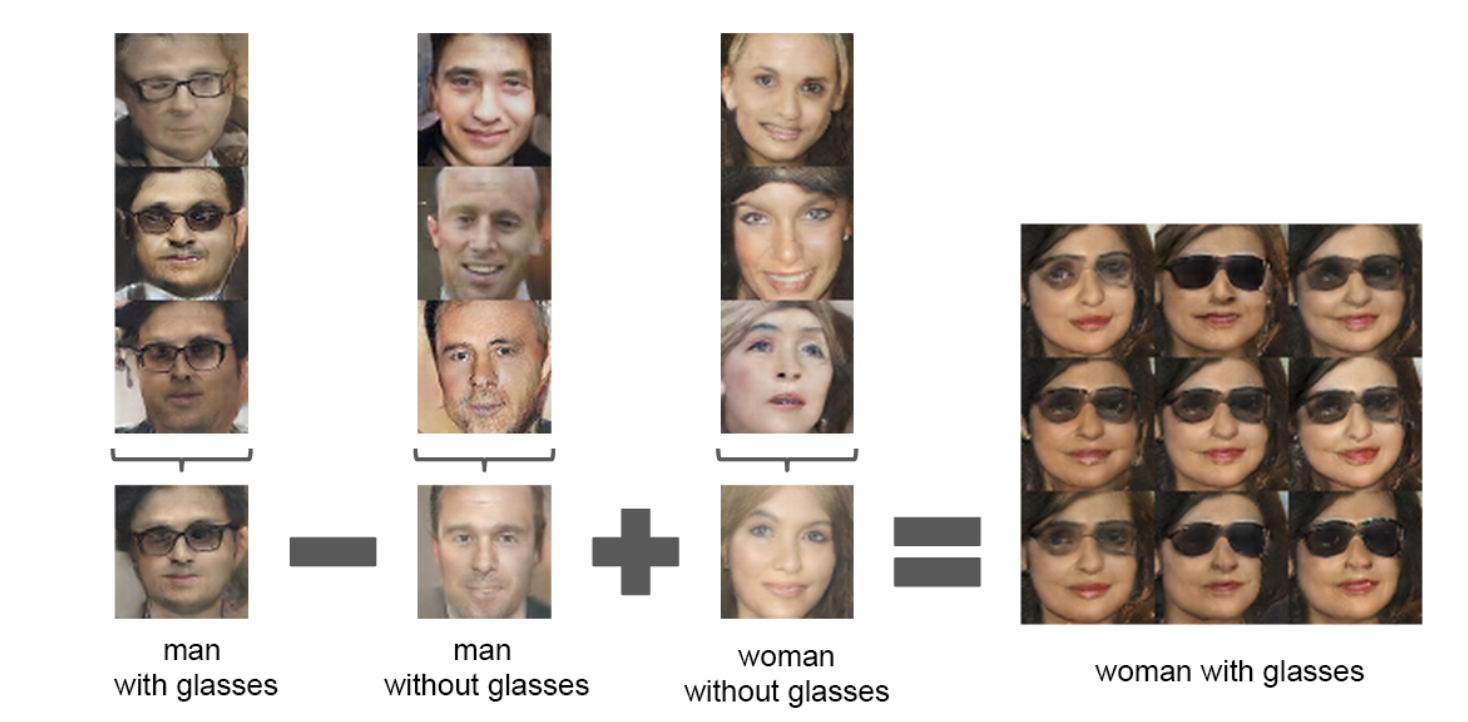 man
with glasses
man
without glasses
woman
without glasses
woman with glasses